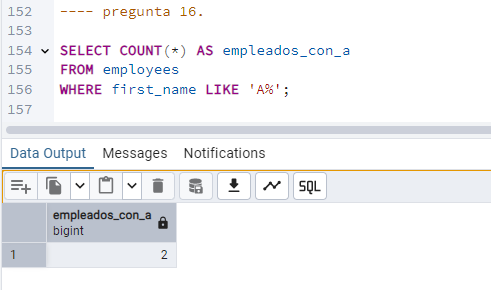 152 ---- pregunta 16.
153
154 SELECT COUNT(*) AS empleados_con_a
155 FROM employees
156 WHERE first_name LIKE 'A%';
157
Data Output Messages Notifications
SQL
empleados_con_a
bigint
1 2